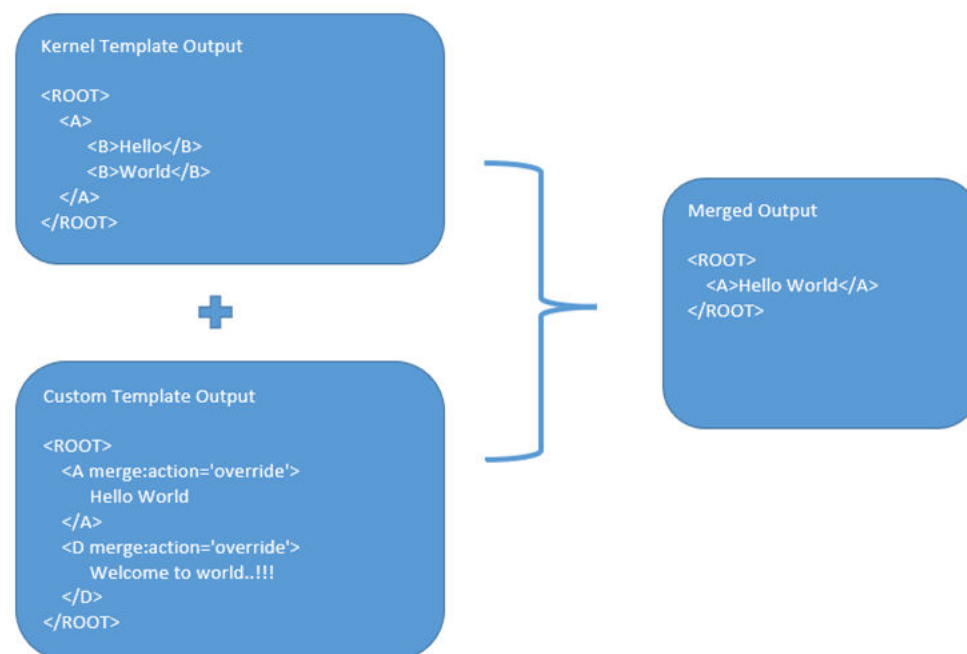 Kernel Template Output
<ROOT>
<A>
<B>Hello</B>
<B>World</B>
</A>
</ROOT>
Custom Template Output
<ROOT>
<A merge:action='override'>
Hello World
</A>
<D merge:action='override'>
Welcome to world..!!!
</D>
</ROOT>
Merged Output
<ROOT>
<A>Hello World</A>
</ROOT>